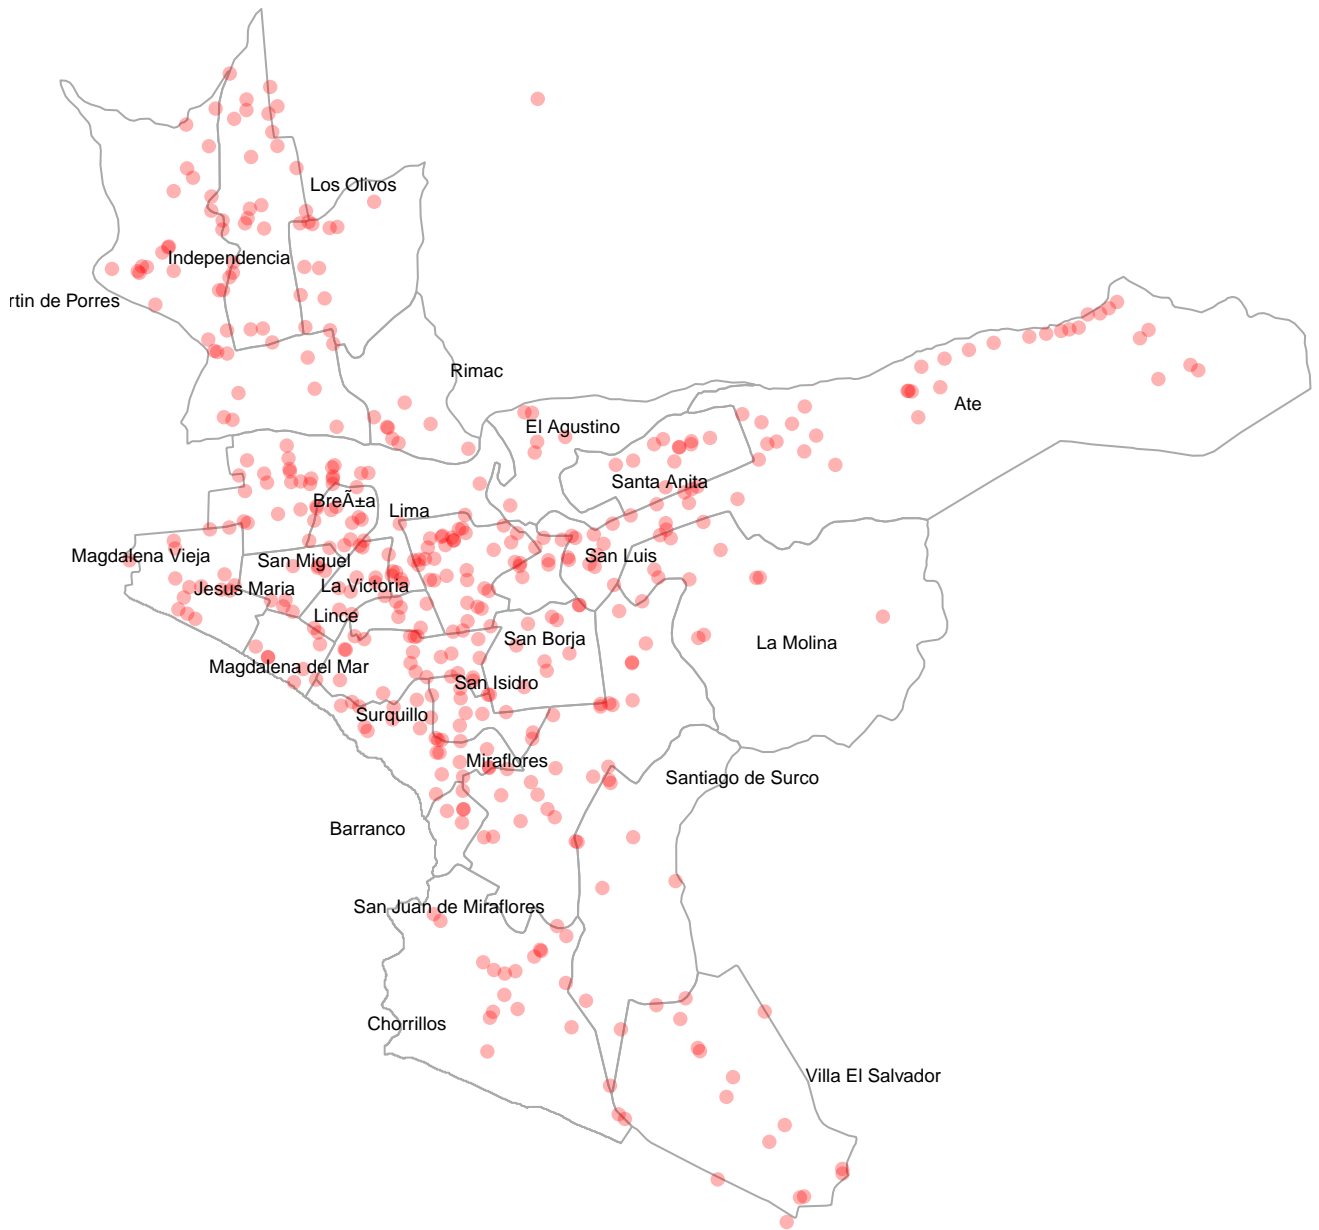 Los Olivos
Independencia
rtin de Porres
Rimac
Ate
El Agustino
Santa Anita
BreÃ±a
Lima
Magdalena Vieja
San Miguel
San Luis
Jesus Maria
La Victoria
Lince
San Borja
La Molina
Magdalena del Mar
San Isidro
Surquillo
Miraflores
Santiago de Surco
Barranco
San Juan de Miraflores
Chorrillos
Villa El Salvador